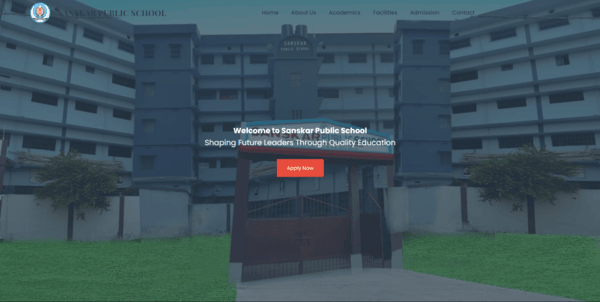 SANSKAR PUBLIC SCHOOL
Home
About Us
Academics
Facilities
Admission
Contact
SANSKAR
PUBLIC SCHOOL
Welcome to Sanskar Public School
Shaping Future Leaders Through Quality Education
Apply Now